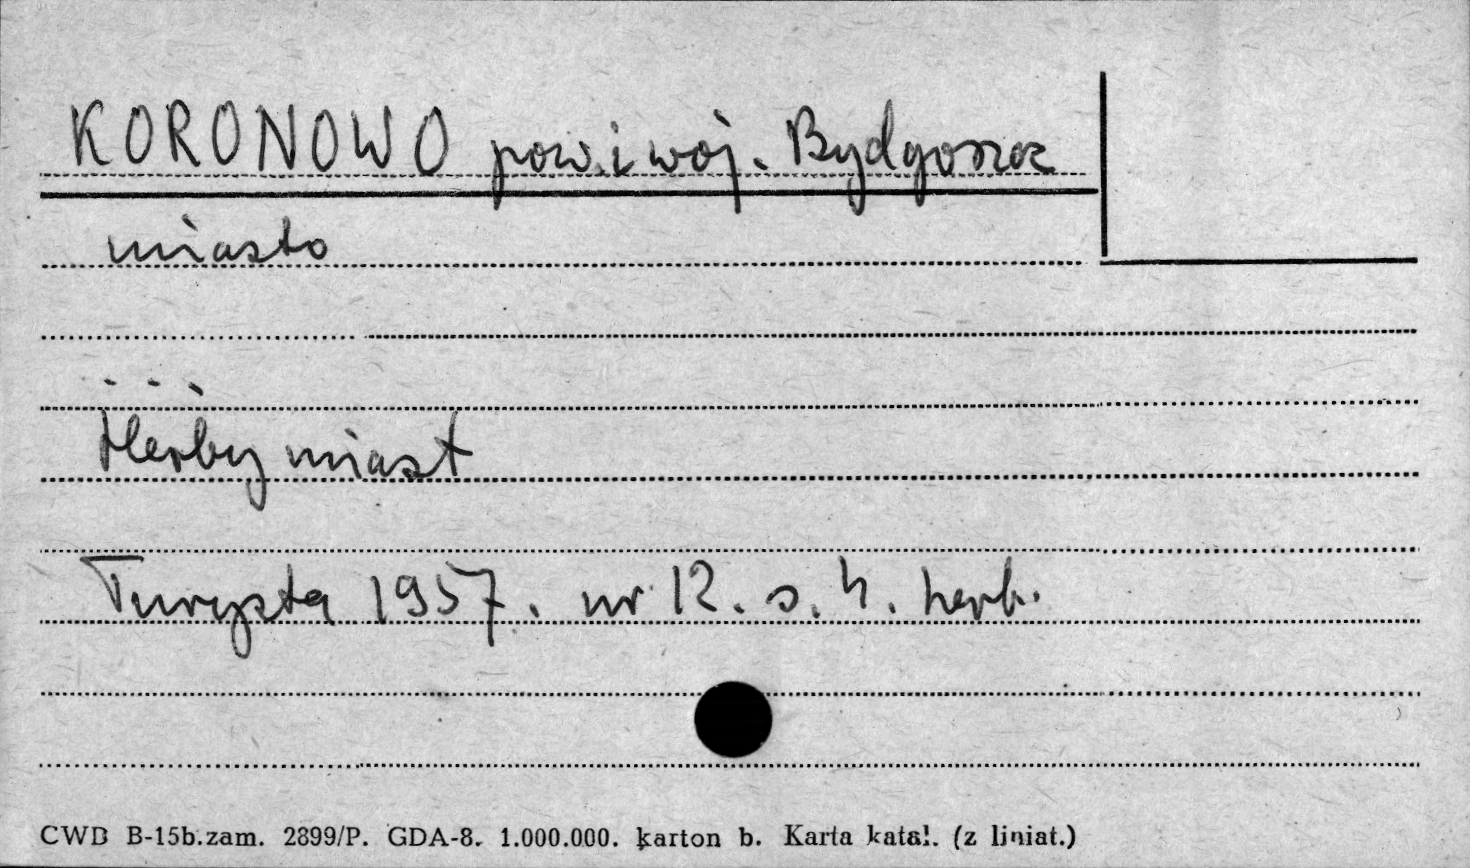 KORONOWO pow. i woj. Bydgoszcz
miasto
. . .
Herby miast
Turysta 1957. nr 12. s. 4. herb.
CWD B-15b.zam. 2899/P. GDA-8. 1.000.000. karton b. Karta katal. (z liniat.)